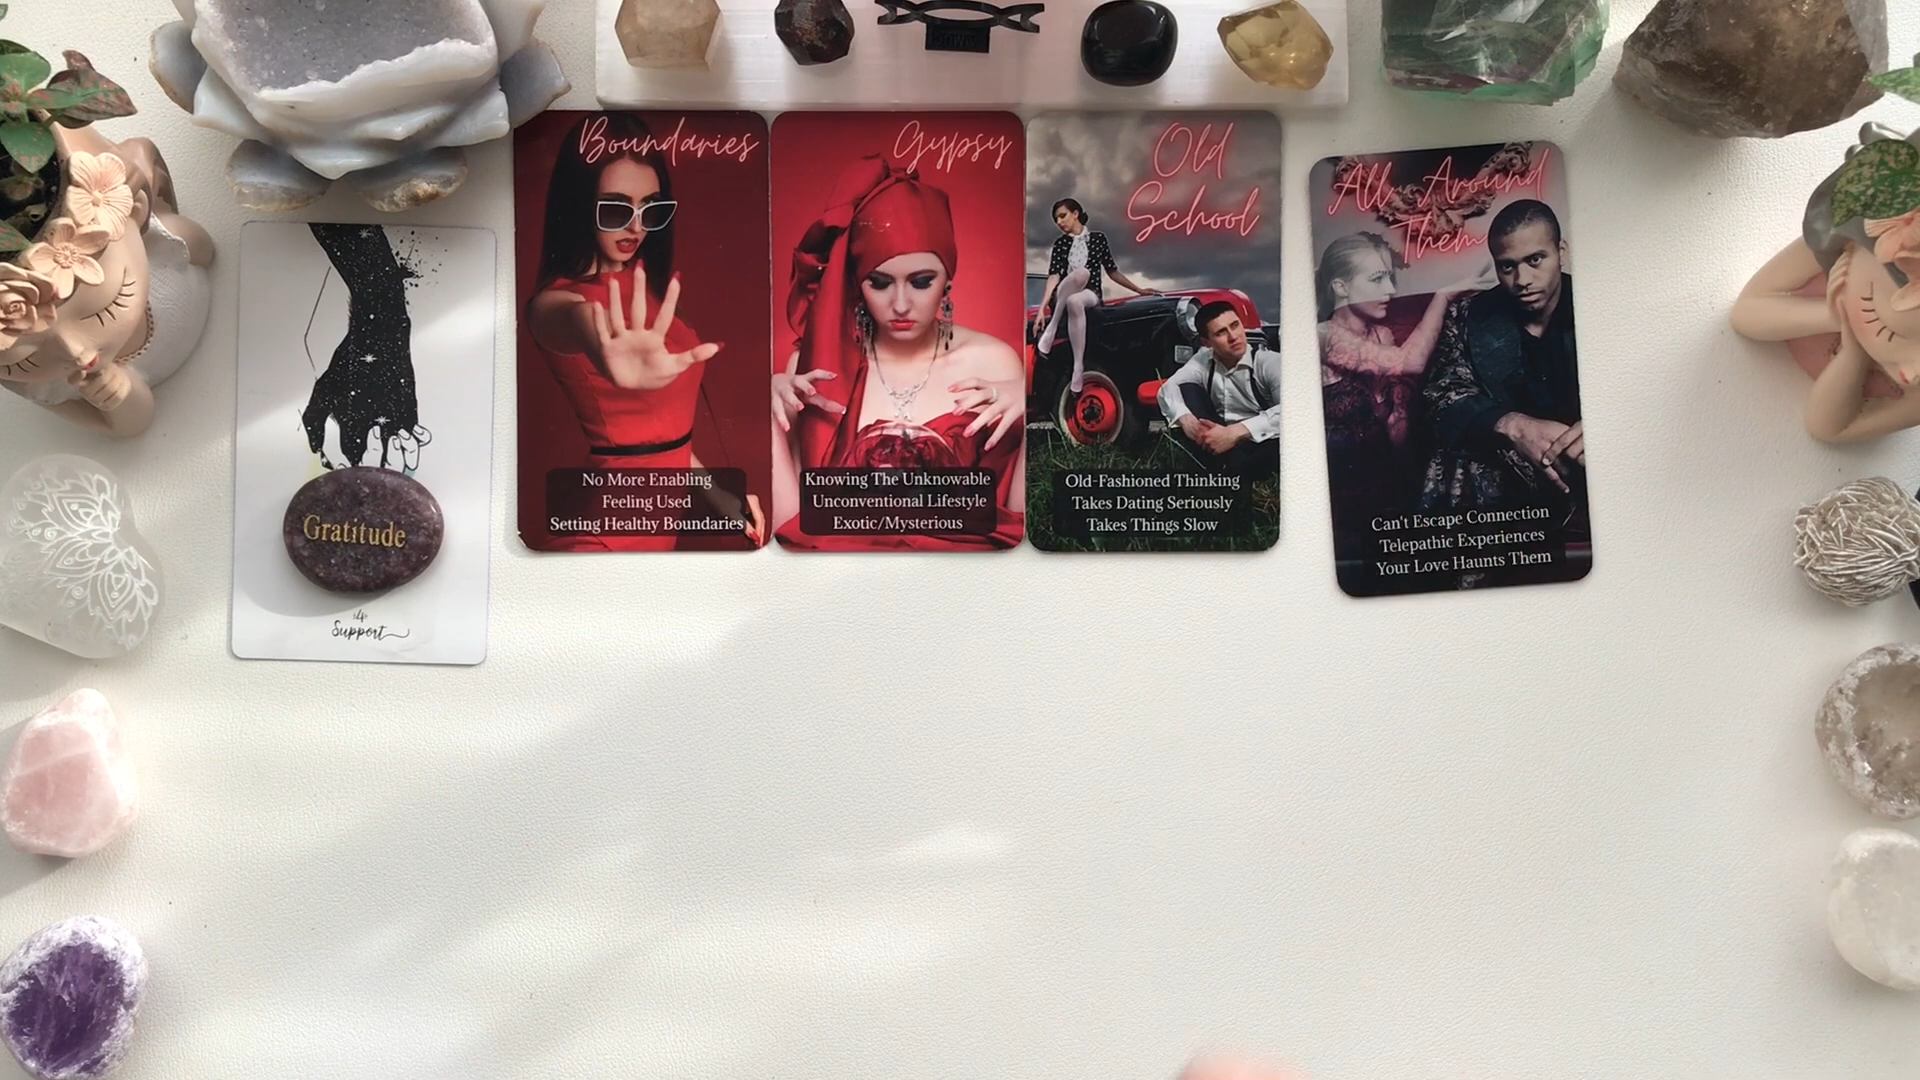 Gratitude
4
Support
Boundaries
No More Enabling
Feeling Used
Setting Healthy Boundaries
Gypsy
Knowing The Unknowable
Unconventional Lifestyle
Exotic/Mysterious
Old
School
Old-Fashioned Thinking
Takes Dating Seriously
Takes Things Slow
All Around
Them
Can't Escape Connection
Telepathic Experiences
Your Love Haunts Them